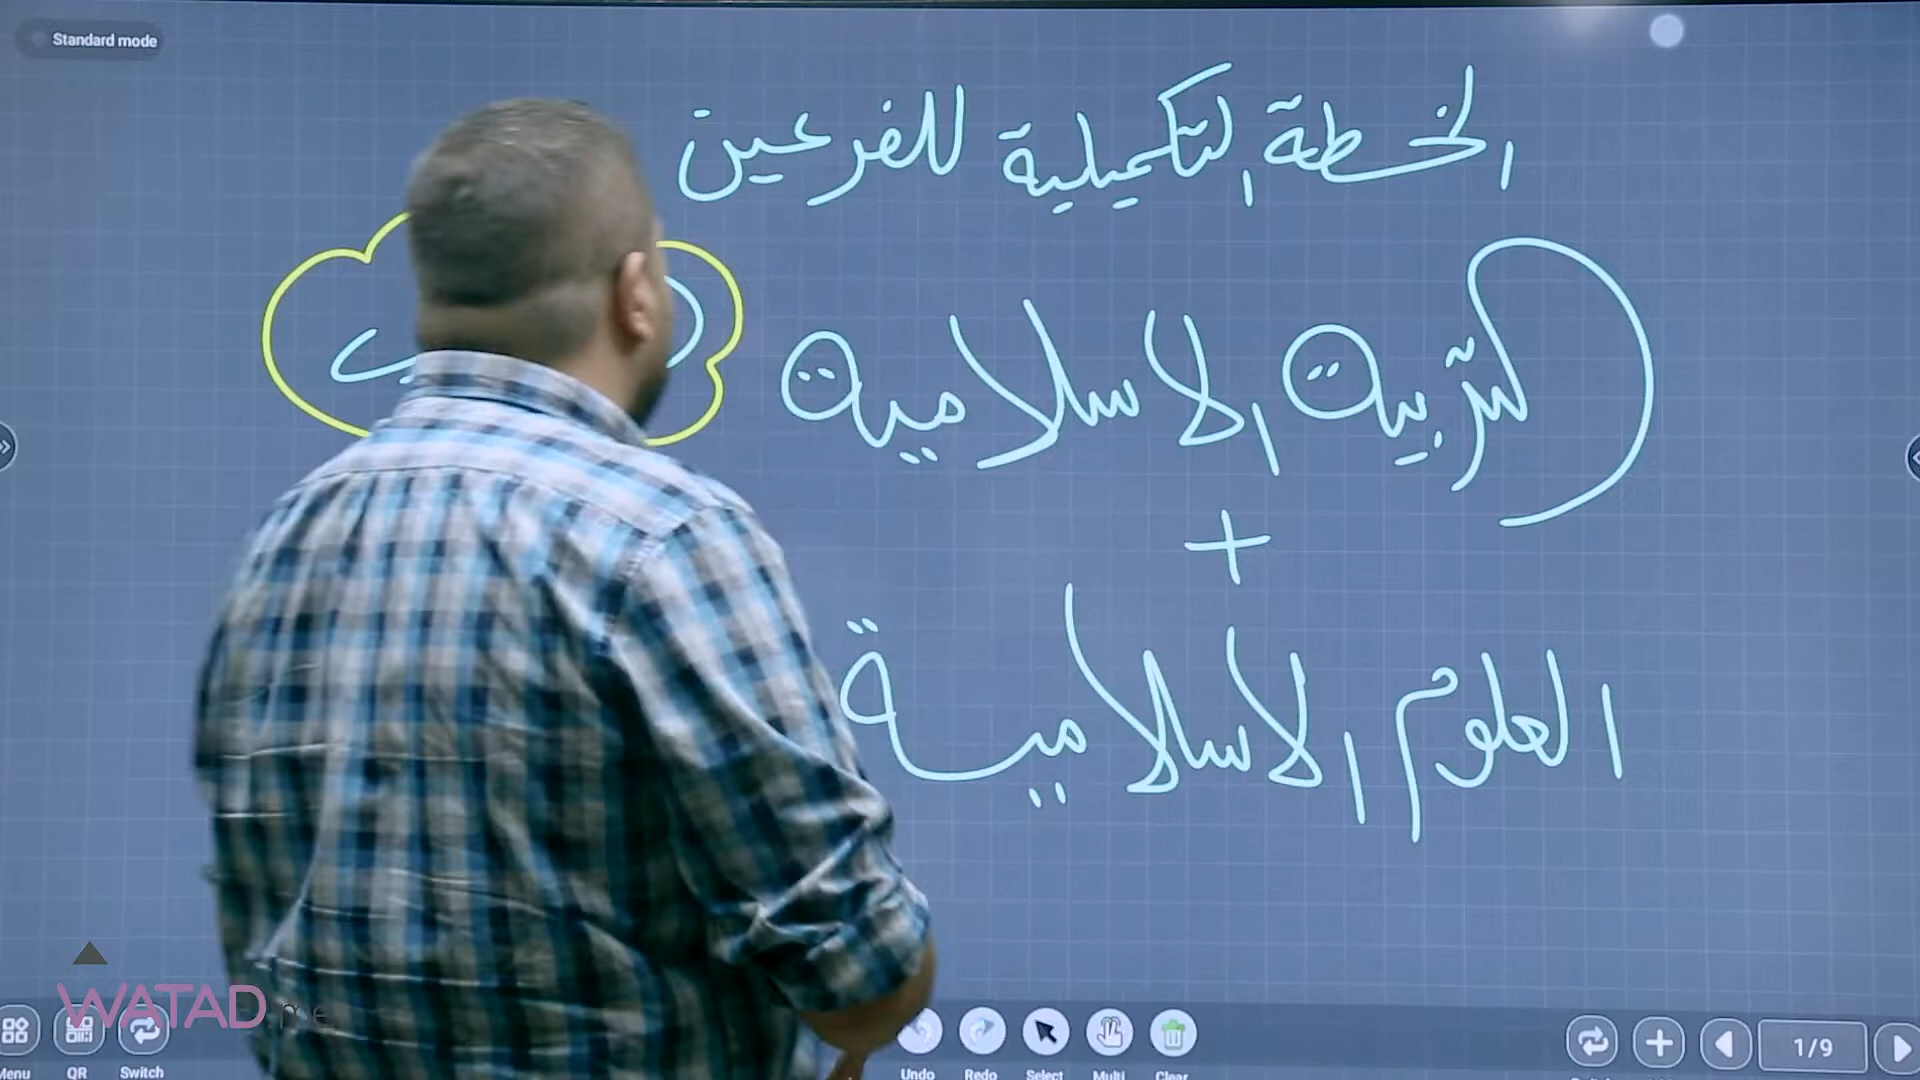 Standard mode
الخطة التكميلية للفرعين
التربية الاسلامية
+
العلوم الاسلامية
WATAD.me
Menu QR Switch Undo Redo Select Multi Clear 1/9